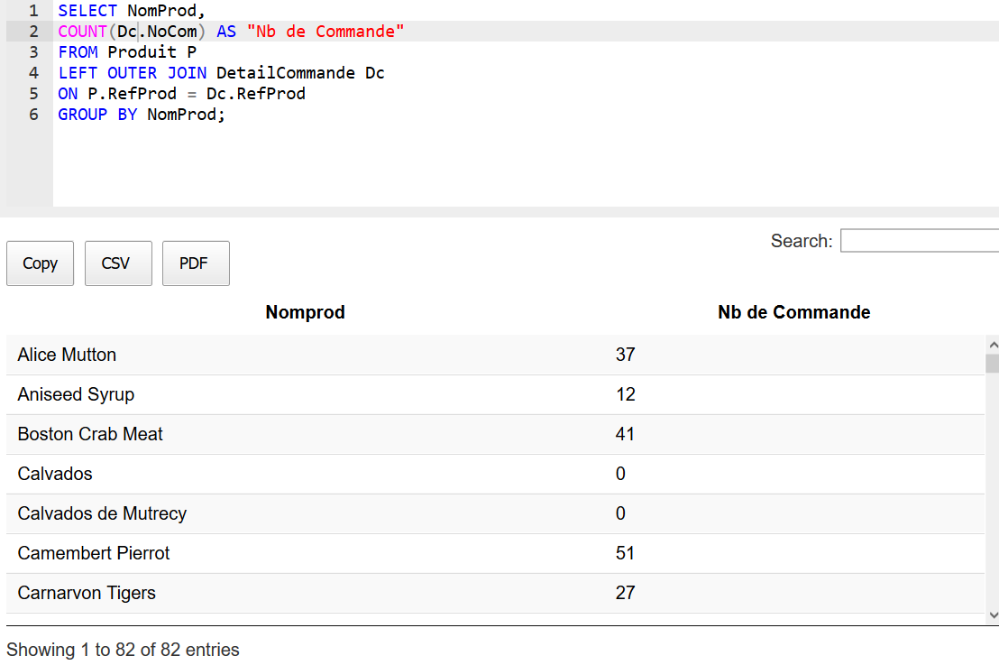 1 SELECT NomProd,
2 COUNT(Dc.NoCom) AS "Nb de Commande"
3 FROM Produit P
4 LEFT OUTER JOIN DetailCommande Dc
5 ON P.RefProd = Dc.RefProd
6 GROUP BY NomProd;
Search:
Copy CSV PDF
Nomprod Nb de Commande
Alice Mutton 37
Aniseed Syrup 12
Boston Crab Meat 41
Calvados 0
Calvados de Mutrecy 0
Camembert Pierrot 51
Carnarvon Tigers 27
Showing 1 to 82 of 82 entries